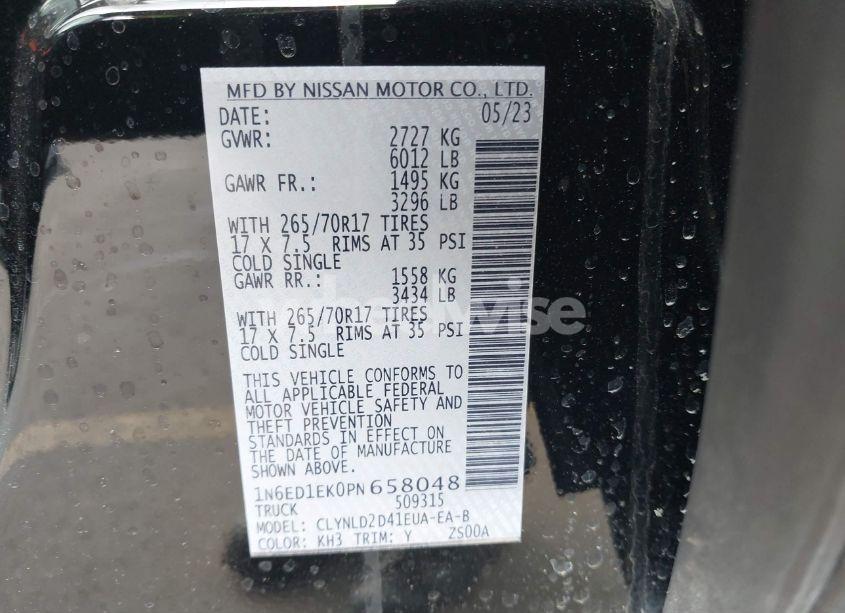 MFD BY NISSAN MOTOR CO., LTD.
DATE: 05/23
GVWR: 2727 KG
6012 LB
GAWR FR.: 1495 KG
3296 LB
WITH 265/70R17 TIRES
17 X 7.5 RIMS AT 35 PSI
COLD SINGLE
GAWR RR.: 1558 KG
3434 LB
WITH 265/70R17 TIRES
17 X 7.5 RIMS AT 35 PSI
COLD SINGLE
THIS VEHICLE CONFORMS TO
ALL APPLICABLE FEDERAL
MOTOR VEHICLE SAFETY AND
THEFT PREVENTION
STANDARDS IN EFFECT ON
THE DATE OF MANUFACTURE
SHOWN ABOVE.
1N6ED1EK0PN658048
TRUCK 509315
MODEL: CLYNLD2D41EUA-EA-B
COLOR: KH3 TRIM: Y ZS00A